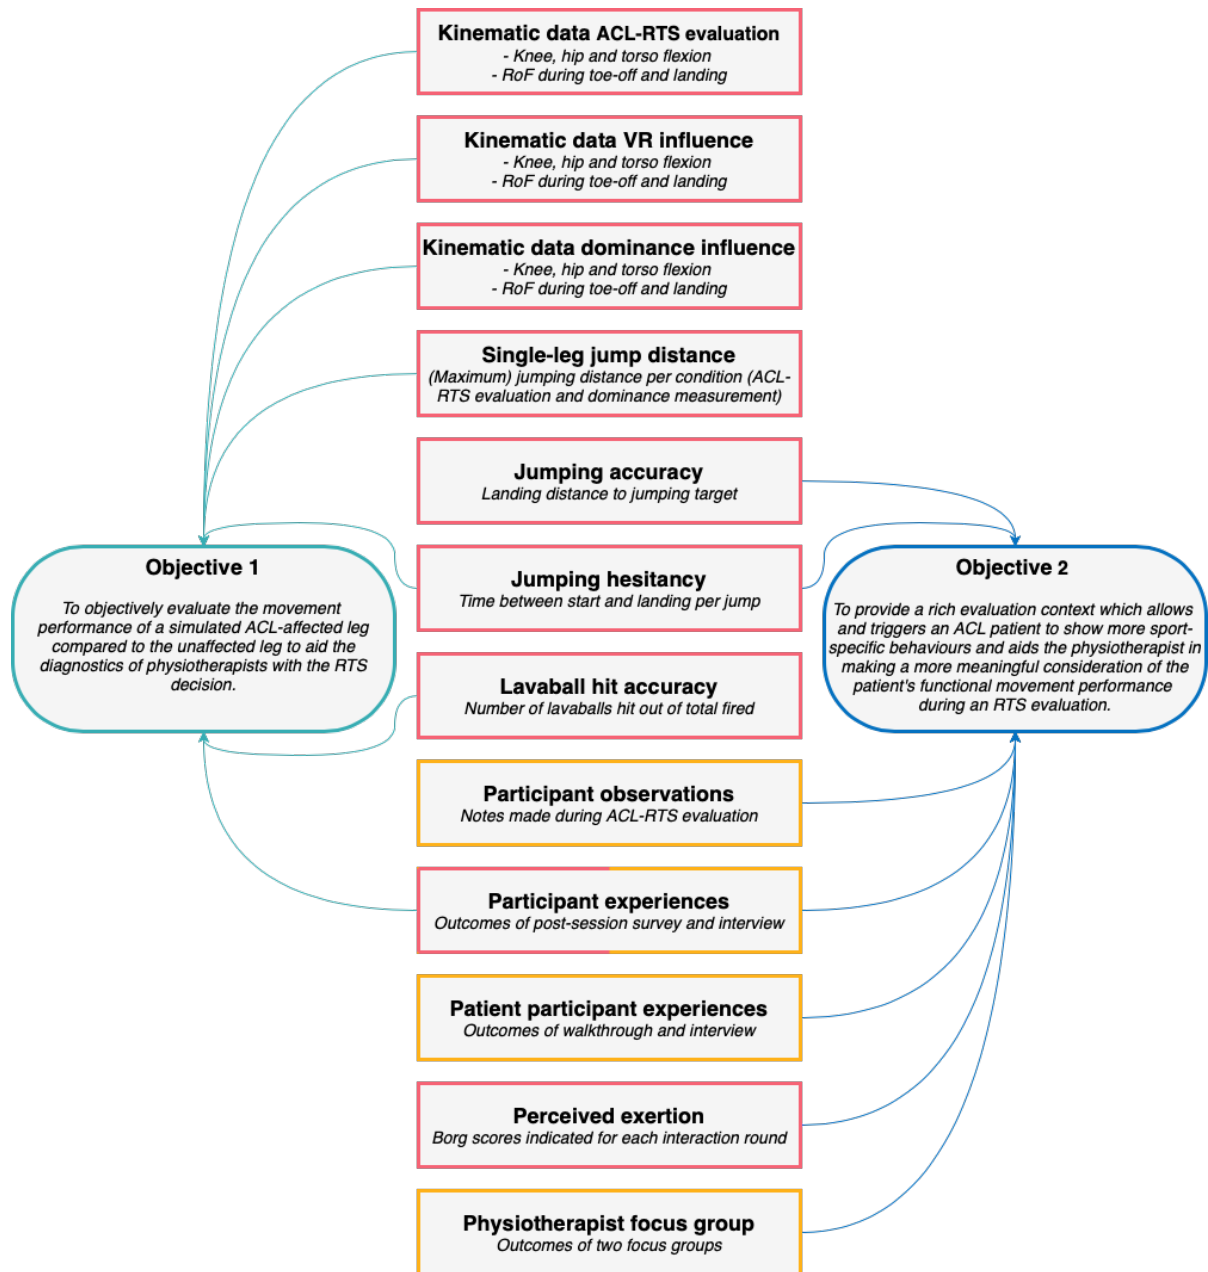 Kinematic data ACL-RTS evaluation
- Knee, hip and torso flexion
- RoF during toe-off and landing
Kinematic data VR influence
- Knee, hip and torso flexion
- RoF during toe-off and landing
Kinematic data dominance influence
- Knee, hip and torso flexion
- RoF during toe-off and landing
Single-leg jump distance
(Maximum) jumping distance per condition (ACL-
RTS evaluation and dominance measurement)
Jumping accuracy
Landing distance to jumping target
Objective 1
To objectively evaluate the movement
performance of a simulated ACL-affected leg
compared to the unaffected leg to aid the
diagnostics of physiotherapists with the RTS
decision.
Jumping hesitancy
Time between start and landing per jump
Objective 2
To provide a rich evaluation context which allows
and triggers an ACL patient to show more sport-
specific behaviours and aids the physiotherapist in
making a more meaningful consideration of the
patient's functional movement performance
during an RTS evaluation.
Lavaball hit accuracy
Number of lavaballs hit out of total fired
Participant observations
Notes made during ACL-RTS evaluation
Participant experiences
Outcomes of post-session survey and interview
Patient participant experiences
Outcomes of walkthrough and interview
Perceived exertion
Borg scores indicated for each interaction round
Physiotherapist focus group
Outcomes of two focus groups